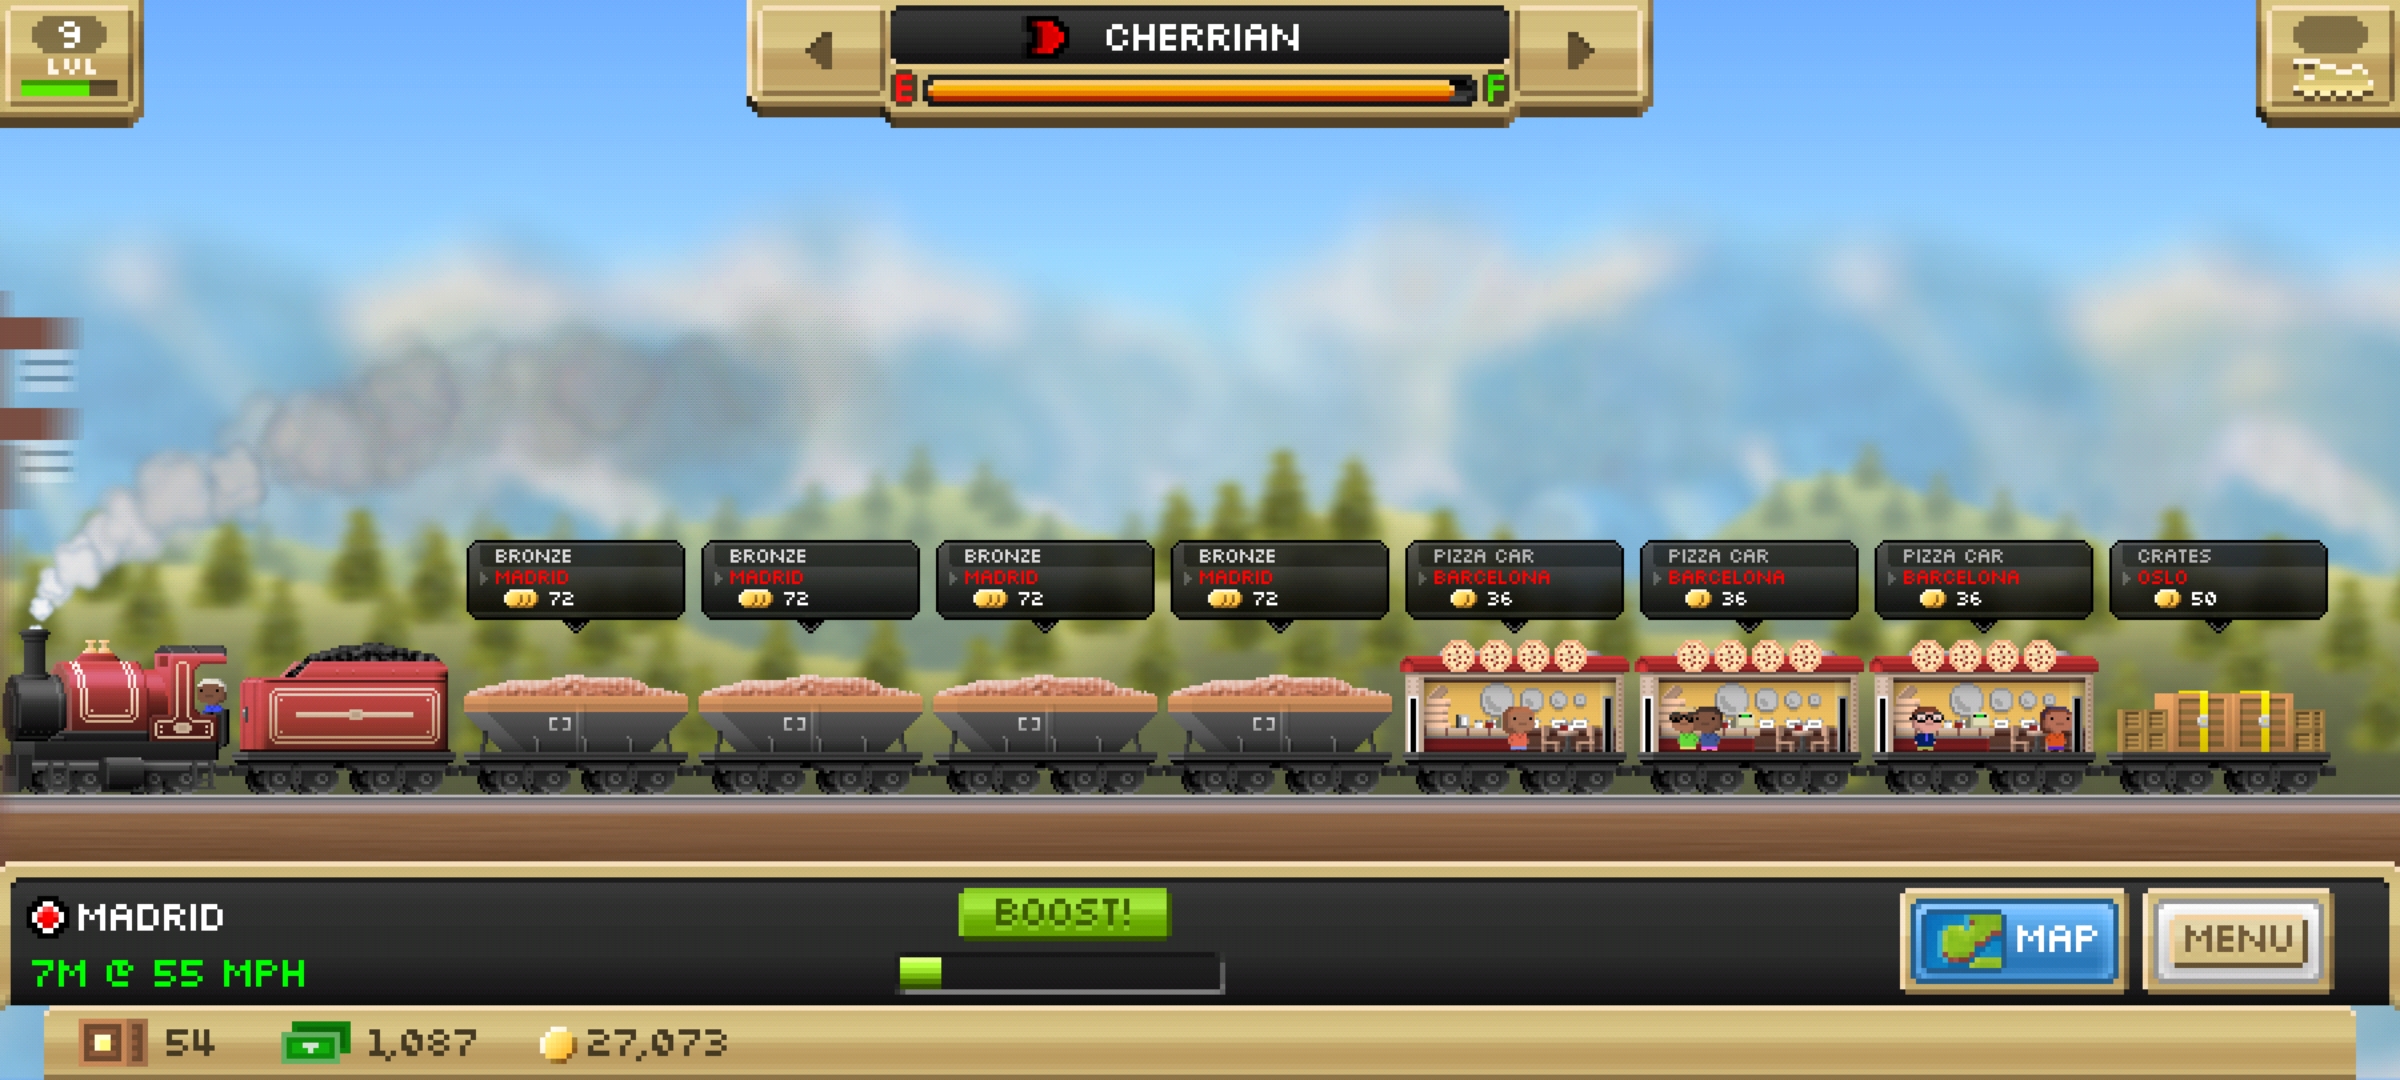 9
LVL
CHERRIAN
E F
BRONZE
MADRID
72
BRONZE
MADRID
72
BRONZE
MADRID
72
BRONZE
MADRID
72
PIZZA CAR
BARCELONA
36
PIZZA CAR
BARCELONA
36
PIZZA CAR
BARCELONA
36
CRATES
OSLO
50
MADRID
7M @ 55 MPH
BOOST!
MAP
MENU
54
1,087
27,073